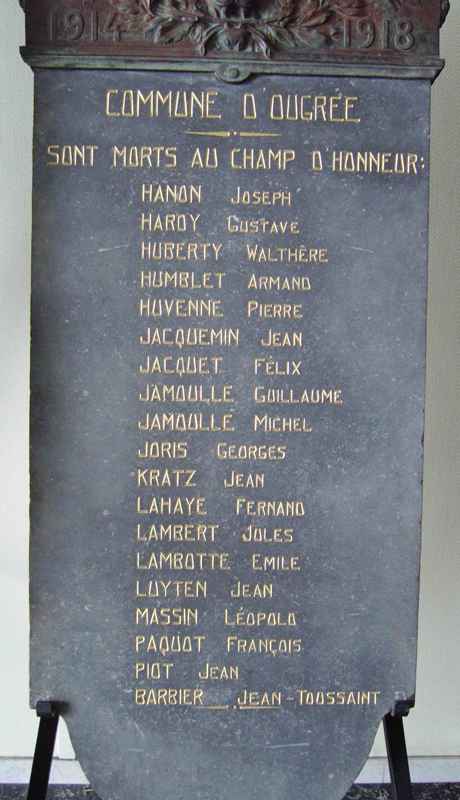 1914 1918
COMMUNE D'OUGRÉE
SONT MORTS AU CHAMP D'HONNEUR:
HANON JOSEPH
HARDY GUSTAVE
HUBERTY WALTHÈRE
HUMBLET ARMAND
HUVENNE PIERRE
JACQUEMIN JEAN
JACQUET FÉLIX
JAMOULLE GUILLAUME
JAMOULLE MICHEL
JORIS GEORGES
KRATZ JEAN
LAHAYE FERNAND
LAMBERT JULES
LAMBOTTE EMILE
LUYTEN JEAN
MASSIN LÉOPOLD
PAQUOT FRANÇOIS
PIOT JEAN
BARBIER JEAN-TOUSSAINT